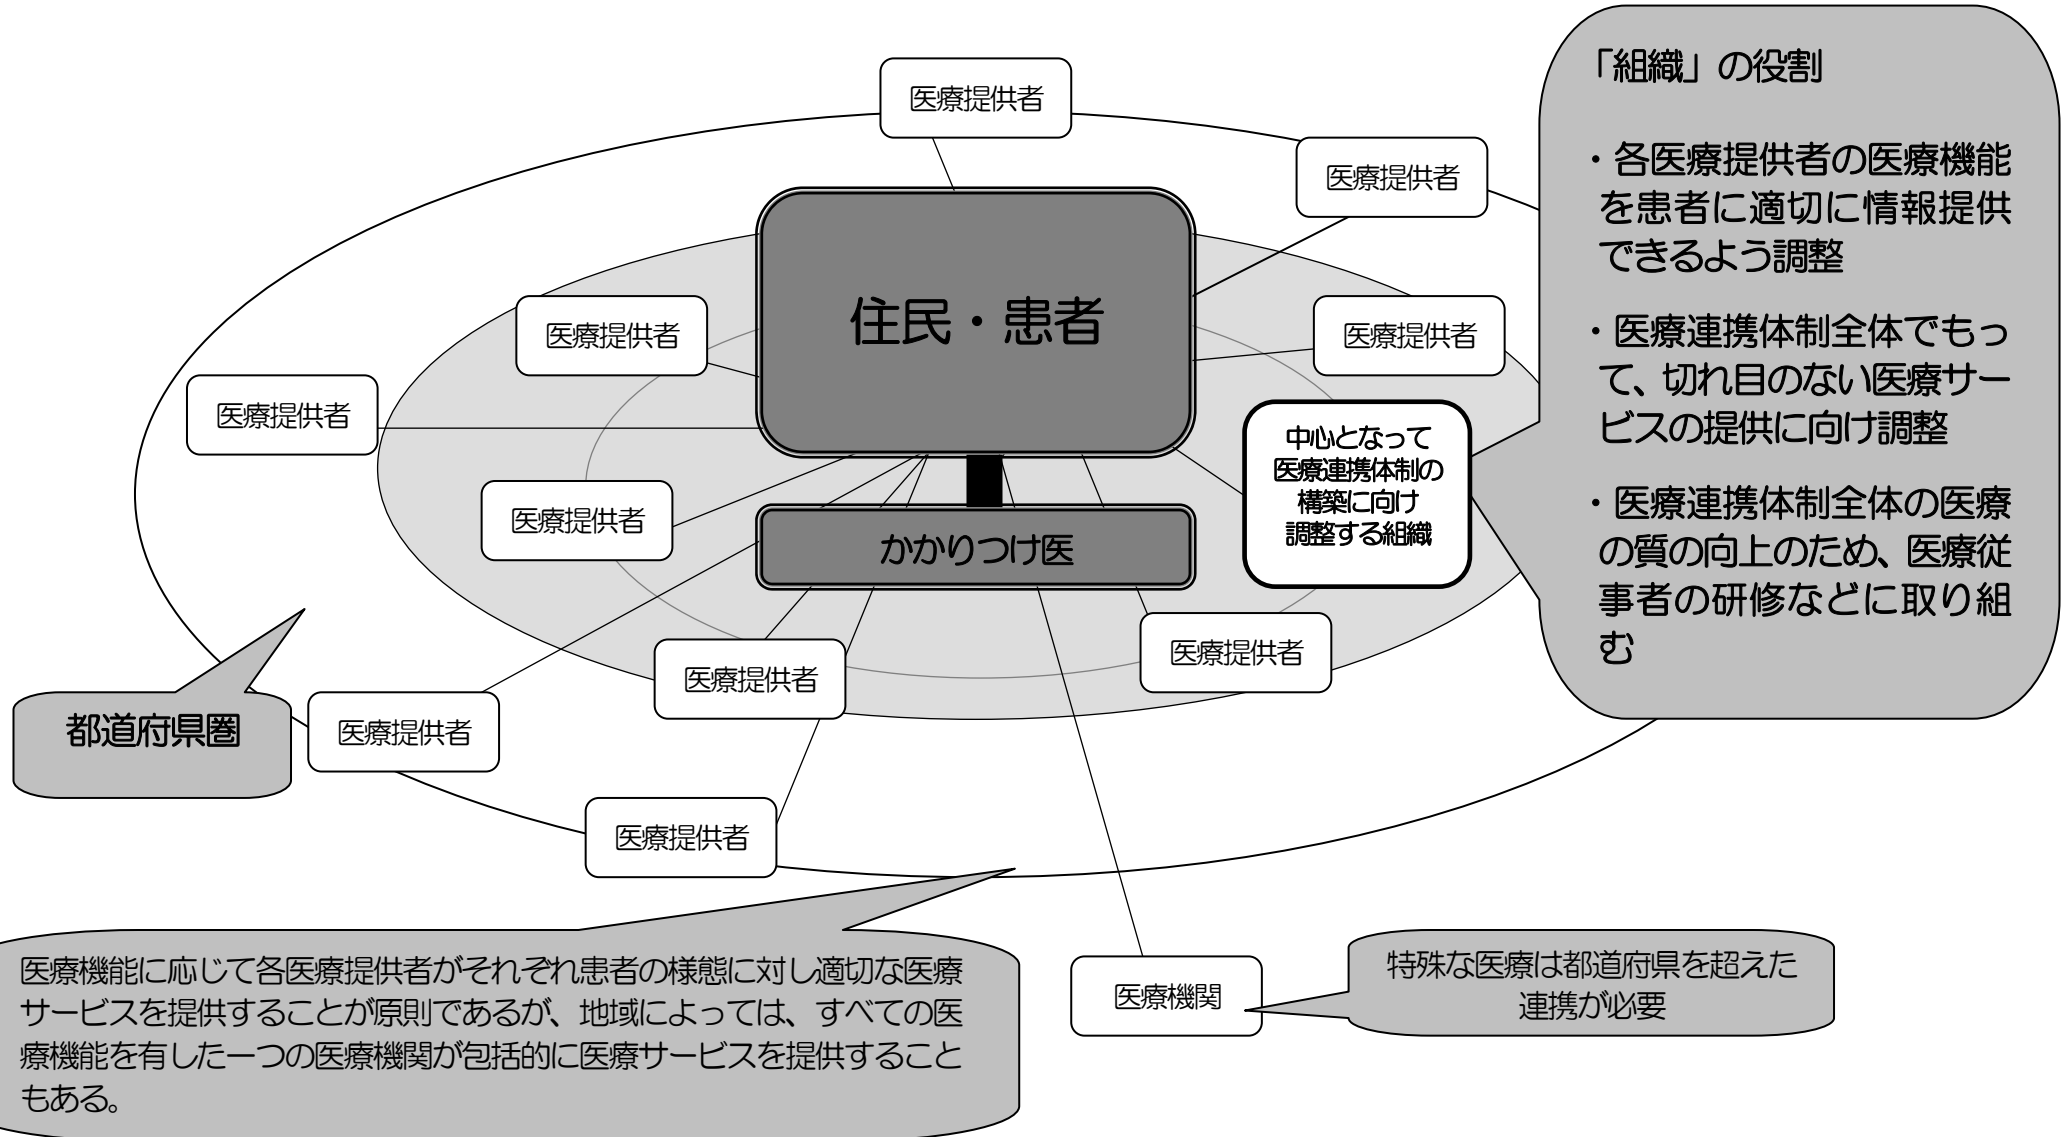 医療提供者
医療提供者
住民・患者
医療提供者
医療提供者
医療提供者
中心となって
医療連携体制の
構築に向け
調整する組織
医療提供者
かかりつけ医
医療提供者
医療提供者
都道府県圏
医療提供者
医療提供者
「組織」の役割
・各医療提供者の医療機能
を患者に適切に情報提供
できるよう調整
・医療連携体制全体でもっ
て、切れ目のない医療サー
ビスの提供に向け調整
・医療連携体制全体の医療
の質の向上のため、医療従
事者の研修などに取り組
む
医療機能に応じて各医療提供者がそれぞれ患者の様態に対し適切な医療
サービスを提供することが原則であるが、地域によっては、すべての医
療機能を有した一つの医療機関が包括的に医療サービスを提供すること
もある。
医療機関
特殊な医療は都道府県を超えた
連携が必要